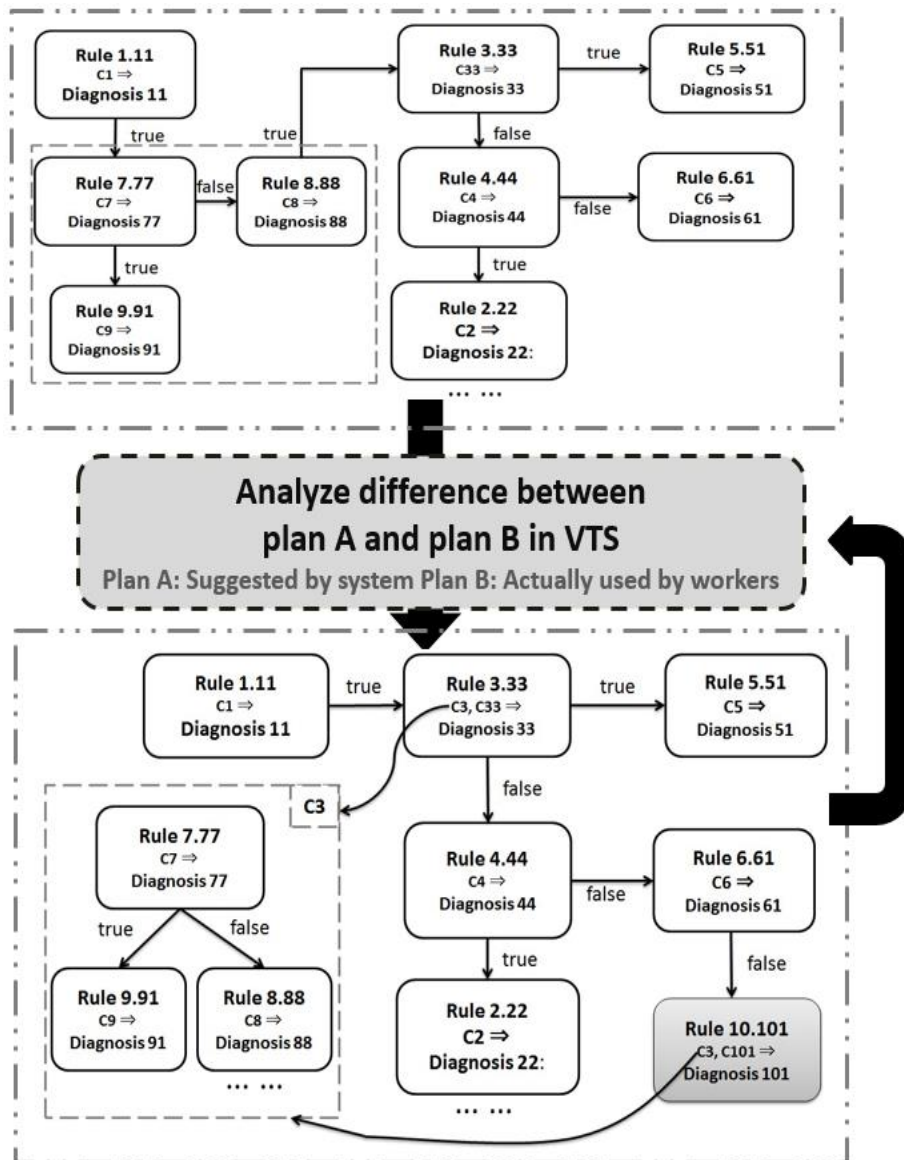 Rule 1.11
C1 ⇒
Diagnosis 11
true
Rule 3.33
C33 ⇒
Diagnosis 33
true
Rule 5.51
C5 ⇒
Diagnosis 51
true
false
Rule 7.77
C7 ⇒
Diagnosis 77
false
Rule 8.88
C8 ⇒
Diagnosis 88
Rule 4.44
C4 ⇒
Diagnosis 44
false
Rule 6.61
C6 ⇒
Diagnosis 61
true
true
Rule 9.91
C9 ⇒
Diagnosis 91
Rule 2.22
C2 ⇒
Diagnosis 22:
... ...
Analyze difference between
plan A and plan B in VTS
Plan A: Suggested by system Plan B: Actually used by workers
Rule 1.11
C1 ⇒
Diagnosis 11
true
Rule 3.33
C3, C33 ⇒
Diagnosis 33
true
Rule 5.51
C5 ⇒
Diagnosis 51
false
C3
Rule 7.77
C7 ⇒
Diagnosis 77
true
false
Rule 4.44
C4 ⇒
Diagnosis 44
false
Rule 6.61
C6 ⇒
Diagnosis 61
true
false
Rule 9.91
C9 ⇒
Diagnosis 91
Rule 8.88
C8 ⇒
Diagnosis 88
... ...
Rule 2.22
C2 ⇒
Diagnosis 22:
... ...
Rule 10.101
C3, C101 ⇒
Diagnosis 101